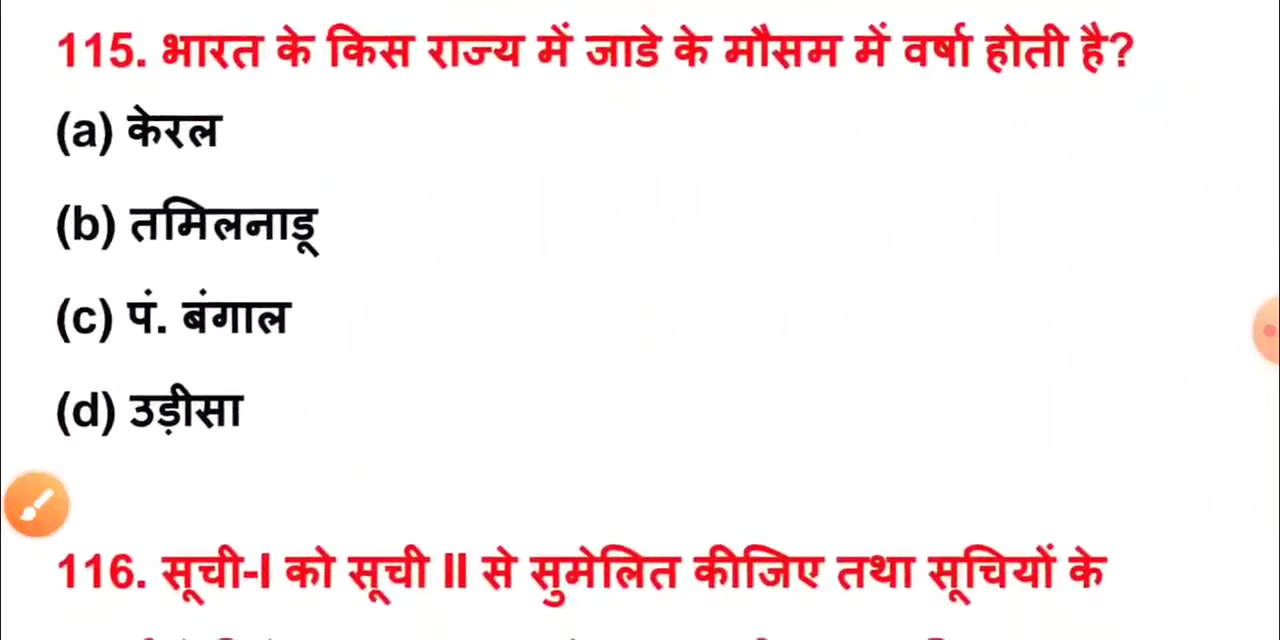 115. भारत के किस राज्य में जाडे के मौसम में वर्षा होती है?
(a) केरल
(b) तमिलनाडू
(c) पं. बंगाल
(d) उड़ीसा
116. सूची-I को सूची II से सुमेलित कीजिए तथा सूचियों के